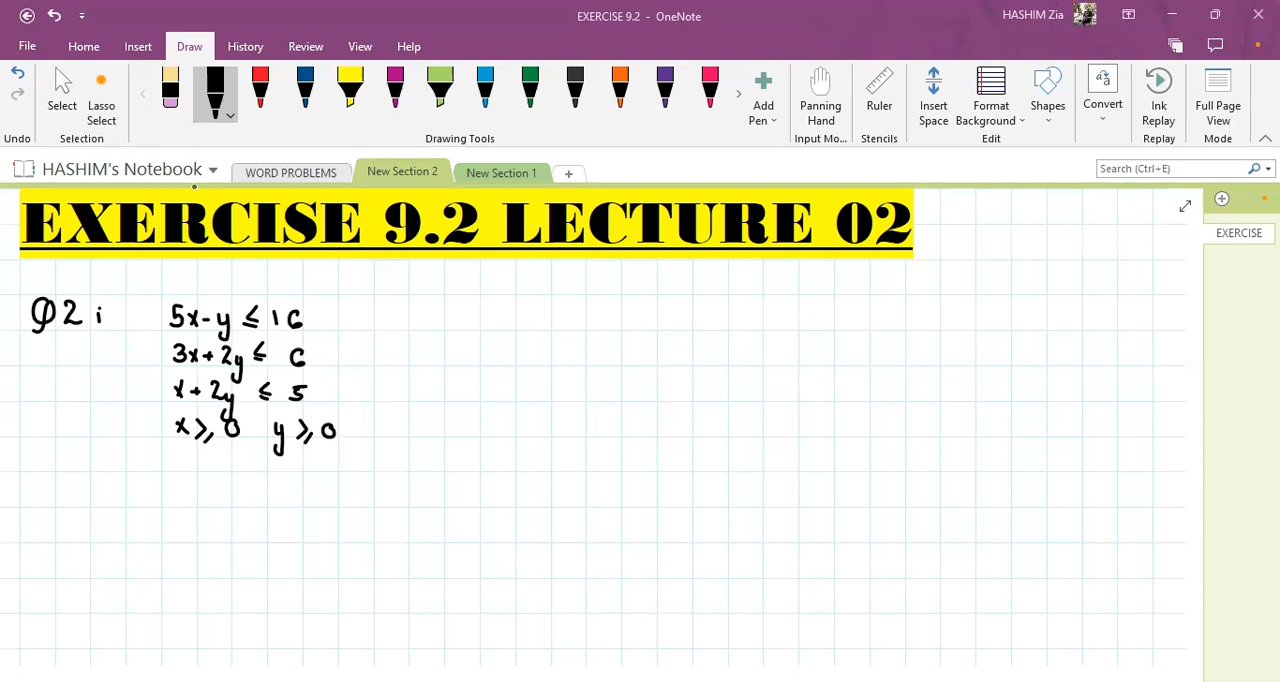 EXERCISE 9.2 - OneNote
HASHIM Zia
File Home Insert Draw History Review View Help
Undo
Select
Lasso Select
Selection
Drawing Tools
Add Pen
Panning Hand
Input Mo...
Ruler
Stencils
Insert Space
Format Background
Shapes
Edit
Convert
Ink Replay
Replay
Full Page View
Mode
HASHIM's Notebook
WORD PROBLEMS
New Section 2
New Section 1
Search (Ctrl+E)
EXERCISE 9.2 LECTURE 02
EXERCISE
Q2 i
5x-y ≤ 16
3x+2y ≤ 6
x+2y ≤ 5
x ≥ 0 y ≥ 0